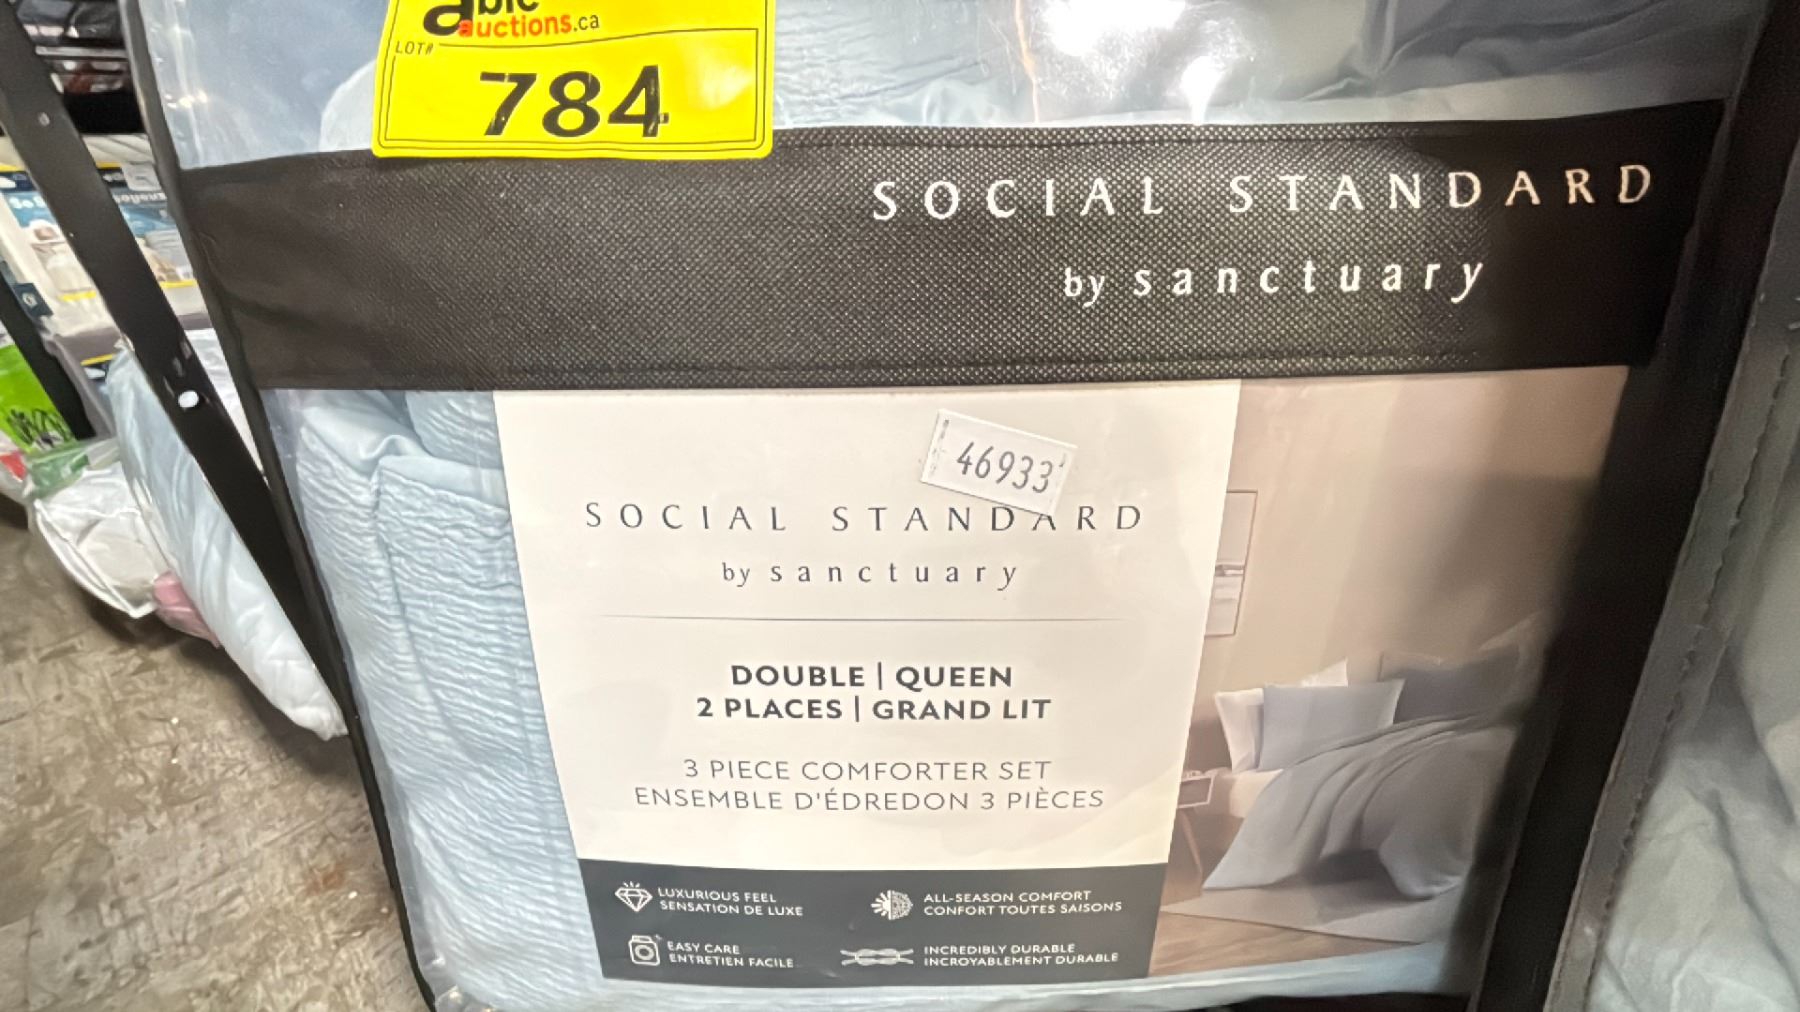 auctions.ca
LOT#
784
SOCIAL STANDARD
by sanctuary
46933
SOCIAL STANDARD
by sanctuary
DOUBLE | QUEEN
2 PLACES | GRAND LIT
3 PIECE COMFORTER SET
ENSEMBLE D'ÉDREDON 3 PIÈCES
LUXURIOUS FEEL
SENSATION DE LUXE
ALL-SEASON COMFORT
CONFORT TOUTES SAISONS
EASY CARE
ENTRETIEN FACILE
INCREDIBLY DURABLE
INCROYABLEMENT DURABLE